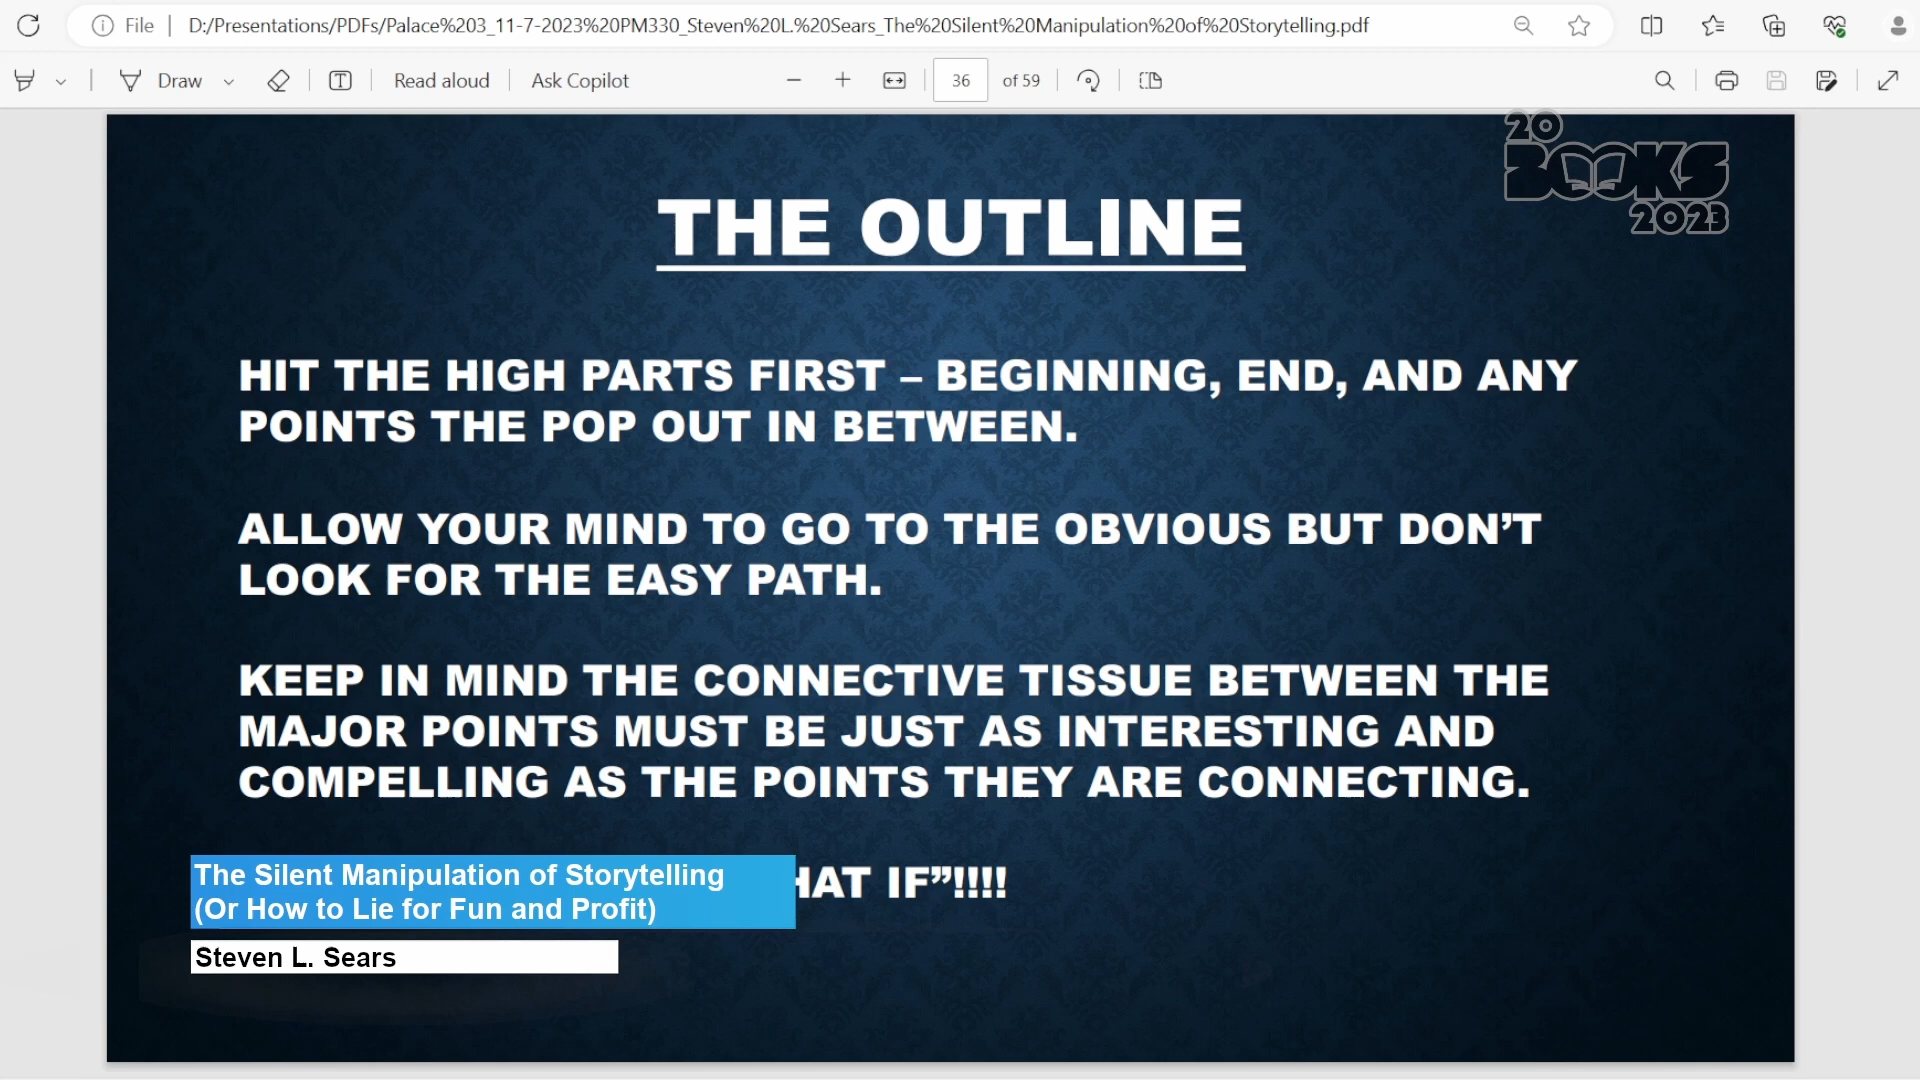 File
D:/Presentations/PDFs/Palace%203_11-7-2023%20PM330_Steven%20L.%20Sears_The%20Silent%20Manipulation%20of%20Storytelling.pdf
Draw
Read aloud
Ask Copilot
36 of 59
20
BOOKS
2023
THE OUTLINE
HIT THE HIGH PARTS FIRST – BEGINNING, END, AND ANY
POINTS THE POP OUT IN BETWEEN.
ALLOW YOUR MIND TO GO TO THE OBVIOUS BUT DON’T
LOOK FOR THE EASY PATH.
KEEP IN MIND THE CONNECTIVE TISSUE BETWEEN THE
MAJOR POINTS MUST BE JUST AS INTERESTING AND
COMPELLING AS THE POINTS THEY ARE CONNECTING.
IF”!!!!
The Silent Manipulation of Storytelling
(Or How to Lie for Fun and Profit)
Steven L. Sears